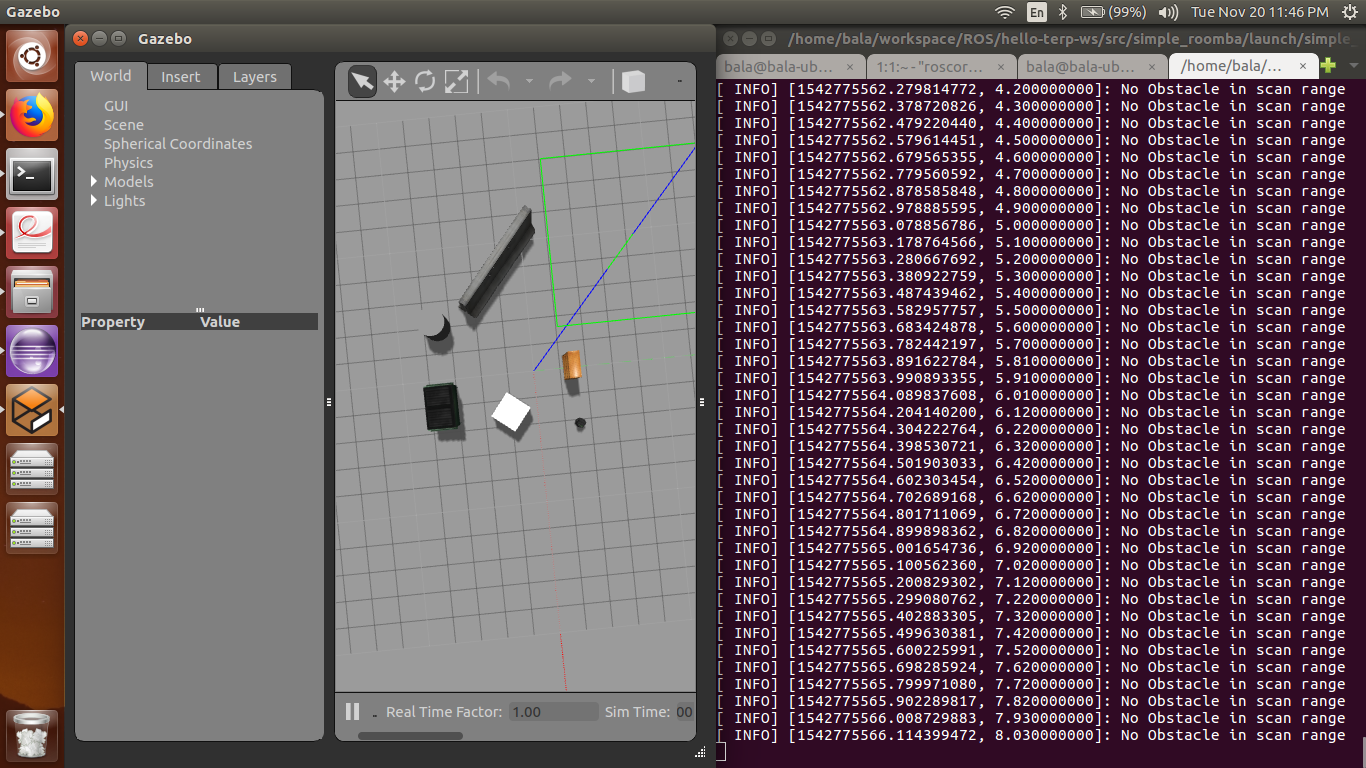 Gazebo
En
(99%)
Tue Nov 20 11:46 PM
Gazebo
World
Insert
Layers
GUI
Scene
Spherical Coordinates
Physics
Models
Lights
Property Value
Real Time Factor: 1.00 Sim Time: 00
/home/bala/workspace/ROS/hello-terp-ws/src/simple_roomba/launch/simple_
bala@bala-ub… × 1:1:~ - "roscor… × bala@bala-ub… × /home/bala/… ×
[ INFO] [1542775562.279814772, 4.200000000]: No Obstacle in scan range
[ INFO] [1542775562.378720826, 4.300000000]: No Obstacle in scan range
[ INFO] [1542775562.479220440, 4.400000000]: No Obstacle in scan range
[ INFO] [1542775562.579614451, 4.500000000]: No Obstacle in scan range
[ INFO] [1542775562.679565355, 4.600000000]: No Obstacle in scan range
[ INFO] [1542775562.779560592, 4.700000000]: No Obstacle in scan range
[ INFO] [1542775562.878585848, 4.800000000]: No Obstacle in scan range
[ INFO] [1542775562.978885595, 4.900000000]: No Obstacle in scan range
[ INFO] [1542775563.078856786, 5.000000000]: No Obstacle in scan range
[ INFO] [1542775563.178764566, 5.100000000]: No Obstacle in scan range
[ INFO] [1542775563.280667692, 5.200000000]: No Obstacle in scan range
[ INFO] [1542775563.380922759, 5.300000000]: No Obstacle in scan range
[ INFO] [1542775563.487439462, 5.400000000]: No Obstacle in scan range
[ INFO] [1542775563.582957757, 5.500000000]: No Obstacle in scan range
[ INFO] [1542775563.683424878, 5.600000000]: No Obstacle in scan range
[ INFO] [1542775563.782442197, 5.700000000]: No Obstacle in scan range
[ INFO] [1542775563.891622784, 5.810000000]: No Obstacle in scan range
[ INFO] [1542775563.990893355, 5.910000000]: No Obstacle in scan range
[ INFO] [1542775564.089837608, 6.010000000]: No Obstacle in scan range
[ INFO] [1542775564.204140200, 6.120000000]: No Obstacle in scan range
[ INFO] [1542775564.304222764, 6.220000000]: No Obstacle in scan range
[ INFO] [1542775564.398530721, 6.320000000]: No Obstacle in scan range
[ INFO] [1542775564.501903033, 6.420000000]: No Obstacle in scan range
[ INFO] [1542775564.602303454, 6.520000000]: No Obstacle in scan range
[ INFO] [1542775564.702689168, 6.620000000]: No Obstacle in scan range
[ INFO] [1542775564.801711069, 6.720000000]: No Obstacle in scan range
[ INFO] [1542775564.899898362, 6.820000000]: No Obstacle in scan range
[ INFO] [1542775565.001654736, 6.920000000]: No Obstacle in scan range
[ INFO] [1542775565.100562360, 7.020000000]: No Obstacle in scan range
[ INFO] [1542775565.200829302, 7.120000000]: No Obstacle in scan range
[ INFO] [1542775565.299080762, 7.220000000]: No Obstacle in scan range
[ INFO] [1542775565.402883305, 7.320000000]: No Obstacle in scan range
[ INFO] [1542775565.499630381, 7.420000000]: No Obstacle in scan range
[ INFO] [1542775565.600225991, 7.520000000]: No Obstacle in scan range
[ INFO] [1542775565.698285924, 7.620000000]: No Obstacle in scan range
[ INFO] [1542775565.799971080, 7.720000000]: No Obstacle in scan range
[ INFO] [1542775565.902289817, 7.820000000]: No Obstacle in scan range
[ INFO] [1542775566.008729883, 7.930000000]: No Obstacle in scan range
[ INFO] [1542775566.114399472, 8.030000000]: No Obstacle in scan range